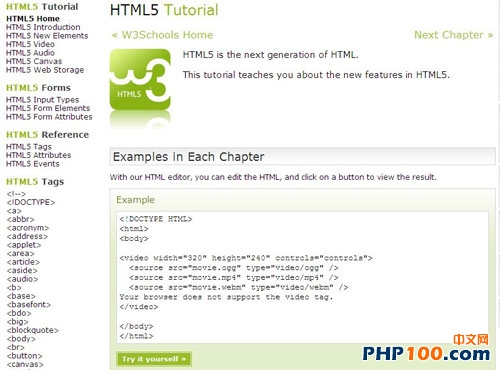 HTML5 Tutorial
HTML5 Home
HTML5 Introduction
HTML5 New Elements
HTML5 Video
HTML5 Audio
HTML5 Canvas
HTML5 Web Storage
HTML5 Forms
HTML5 Input Types
HTML5 Form Elements
HTML5 Form Attributes
HTML5 Reference
HTML5 Tags
HTML5 Attributes
HTML5 Events
HTML5 Tags
<!-->
<!DOCTYPE>
<a>
<abbr>
<acronym>
<address>
<applet>
<area>
<article>
<aside>
<audio>
<b>
<base>
<basefont>
<bdo>
<big>
<blockquote>
<body>
<br>
<button>
<canvas>
HTML5 Tutorial
« W3Schools Home
Next Chapter »
w3
HTML5
HTML5 is the next generation of HTML.
This tutorial teaches you about the new features in HTML5.
Examples in Each Chapter
With our HTML editor, you can edit the HTML, and click on a button to view the result.
Example
<!DOCTYPE HTML>
<html>
<body>
<video width="320" height="240" controls="controls">
<source src="movie.ogg" type="video/ogg" />
<source src="movie.mp4" type="video/mp4" />
<source src="movie.webm" type="video/webm" />
Your browser does not support the video tag.
</video>
</body>
</html>
Try it yourself »
中文网
PHP100.com